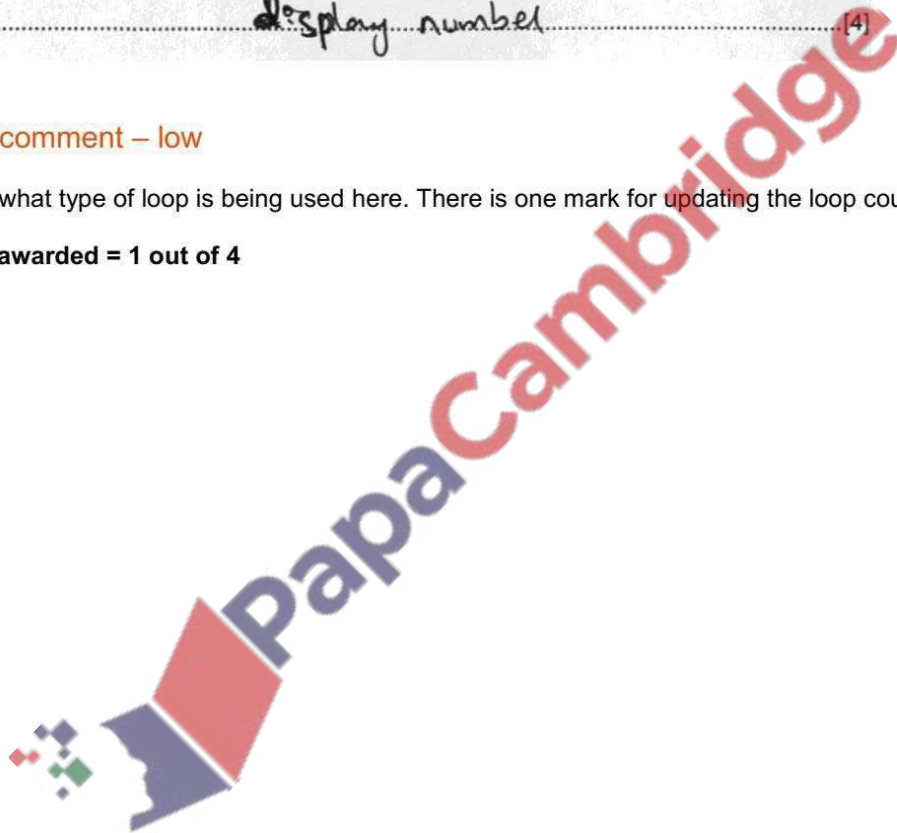 display number [4]
comment – low
what type of loop is being used here. There is one mark for updating the loop cou
awarded = 1 out of 4
PapaCambridge